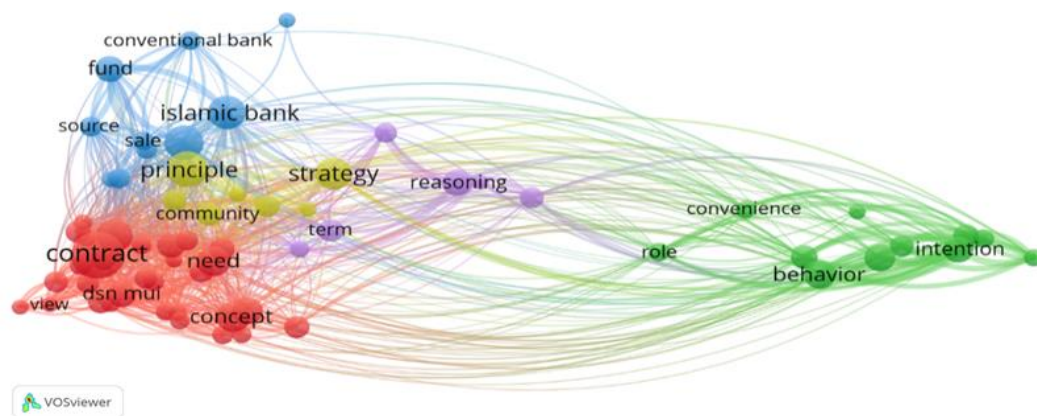 conventional bank
fund
islamic bank
source
sale
principle
strategy
reasoning
community
convenience
term
contract
need
role
intention
behavior
dsn mui
view
concept
VOSviewer